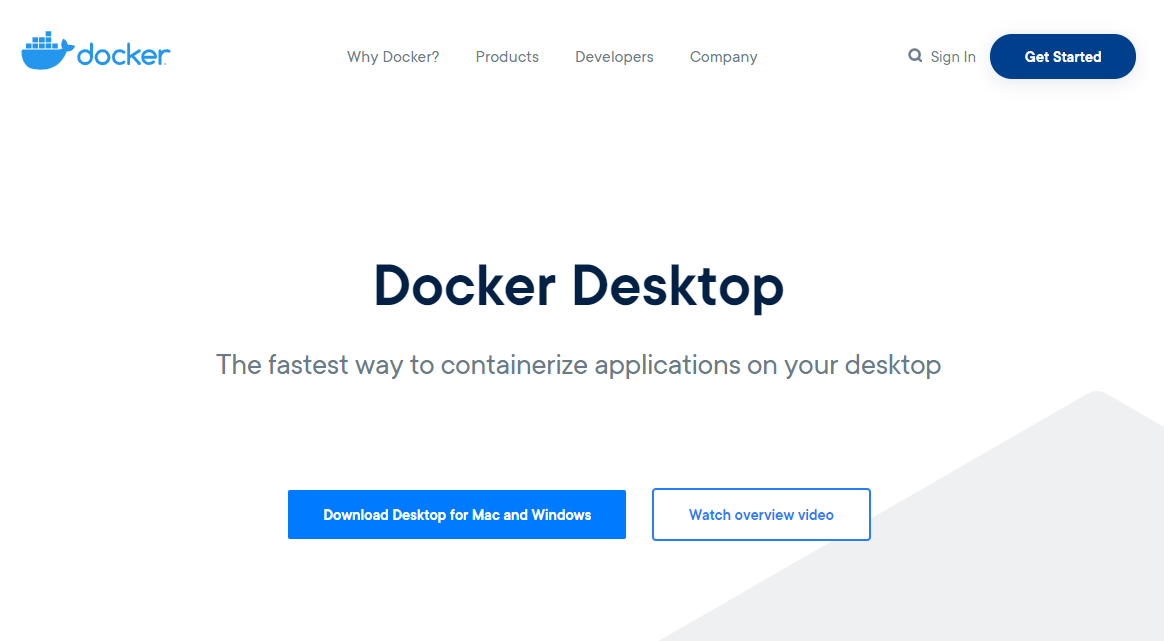 docker
Why Docker? Products Developers Company Sign In Get Started
Docker Desktop
The fastest way to containerize applications on your desktop
Download Desktop for Mac and Windows Watch overview video